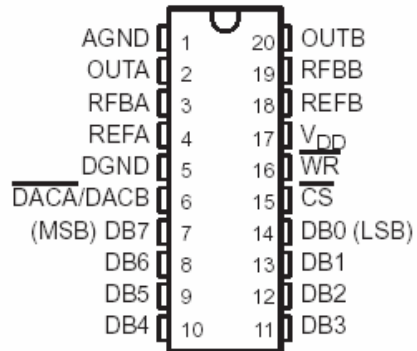 AGND 1 20 OUTB
OUTA 2 19 RFBB
RFBA 3 18 REFB
REFA 4 17 VDD
DGND 5 16 WR
DACA/DACB 6 15 CS
(MSB) DB7 7 14 DB0 (LSB)
DB6 8 13 DB1
DB5 9 12 DB2
DB4 10 11 DB3